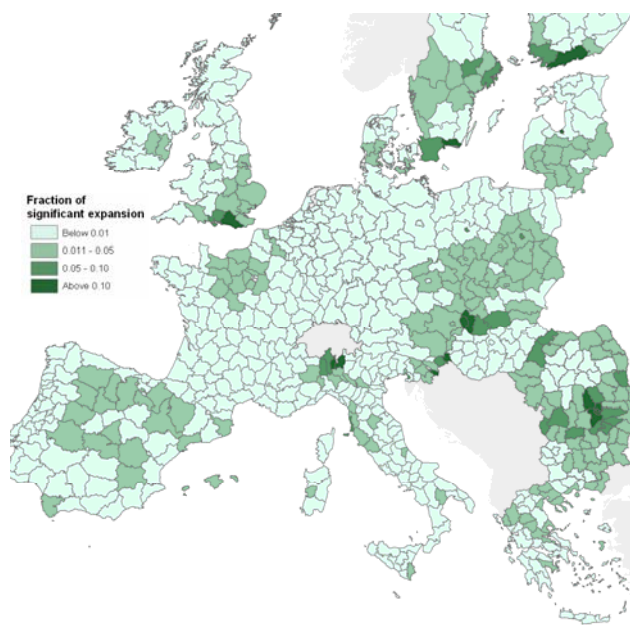 Fraction of
significant expansion
Below 0.01
0.011 - 0.05
0.05 - 0.10
Above 0.10